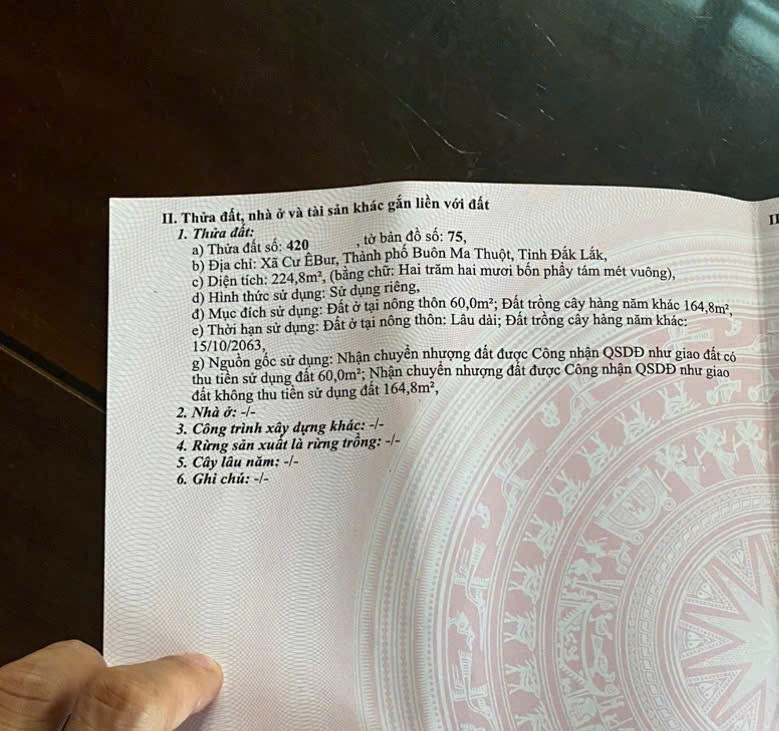 II. Thửa đất, nhà ở và tài sản khác gắn liền với đất
1. Thửa đất:
a) Thửa đất số: 420 , tờ bản đồ số: 75,
b) Địa chỉ: Xã Cư ÊBur, Thành phố Buôn Ma Thuột, Tỉnh Đắk Lắk,
c) Diện tích: 224,8m², (bằng chữ: Hai trăm hai mươi bốn phẩy tám mét vuông),
d) Hình thức sử dụng: Sử dụng riêng,
đ) Mục đích sử dụng: Đất ở tại nông thôn 60,0m²; Đất trồng cây hàng năm khác 164,8m²,
e) Thời hạn sử dụng: Đất ở tại nông thôn: Lâu dài; Đất trồng cây hàng năm khác:
15/10/2063,
g) Nguồn gốc sử dụng: Nhận chuyển nhượng đất được Công nhận QSDĐ như giao đất có
thu tiền sử dụng đất 60,0m²; Nhận chuyển nhượng đất được Công nhận QSDĐ như giao
đất không thu tiền sử dụng đất 164,8m²,
2. Nhà ở: -/-
3. Công trình xây dựng khác: -/-
4. Rừng sản xuất là rừng trồng: -/-
5. Cây lâu năm: -/-
6. Ghi chú: -/-